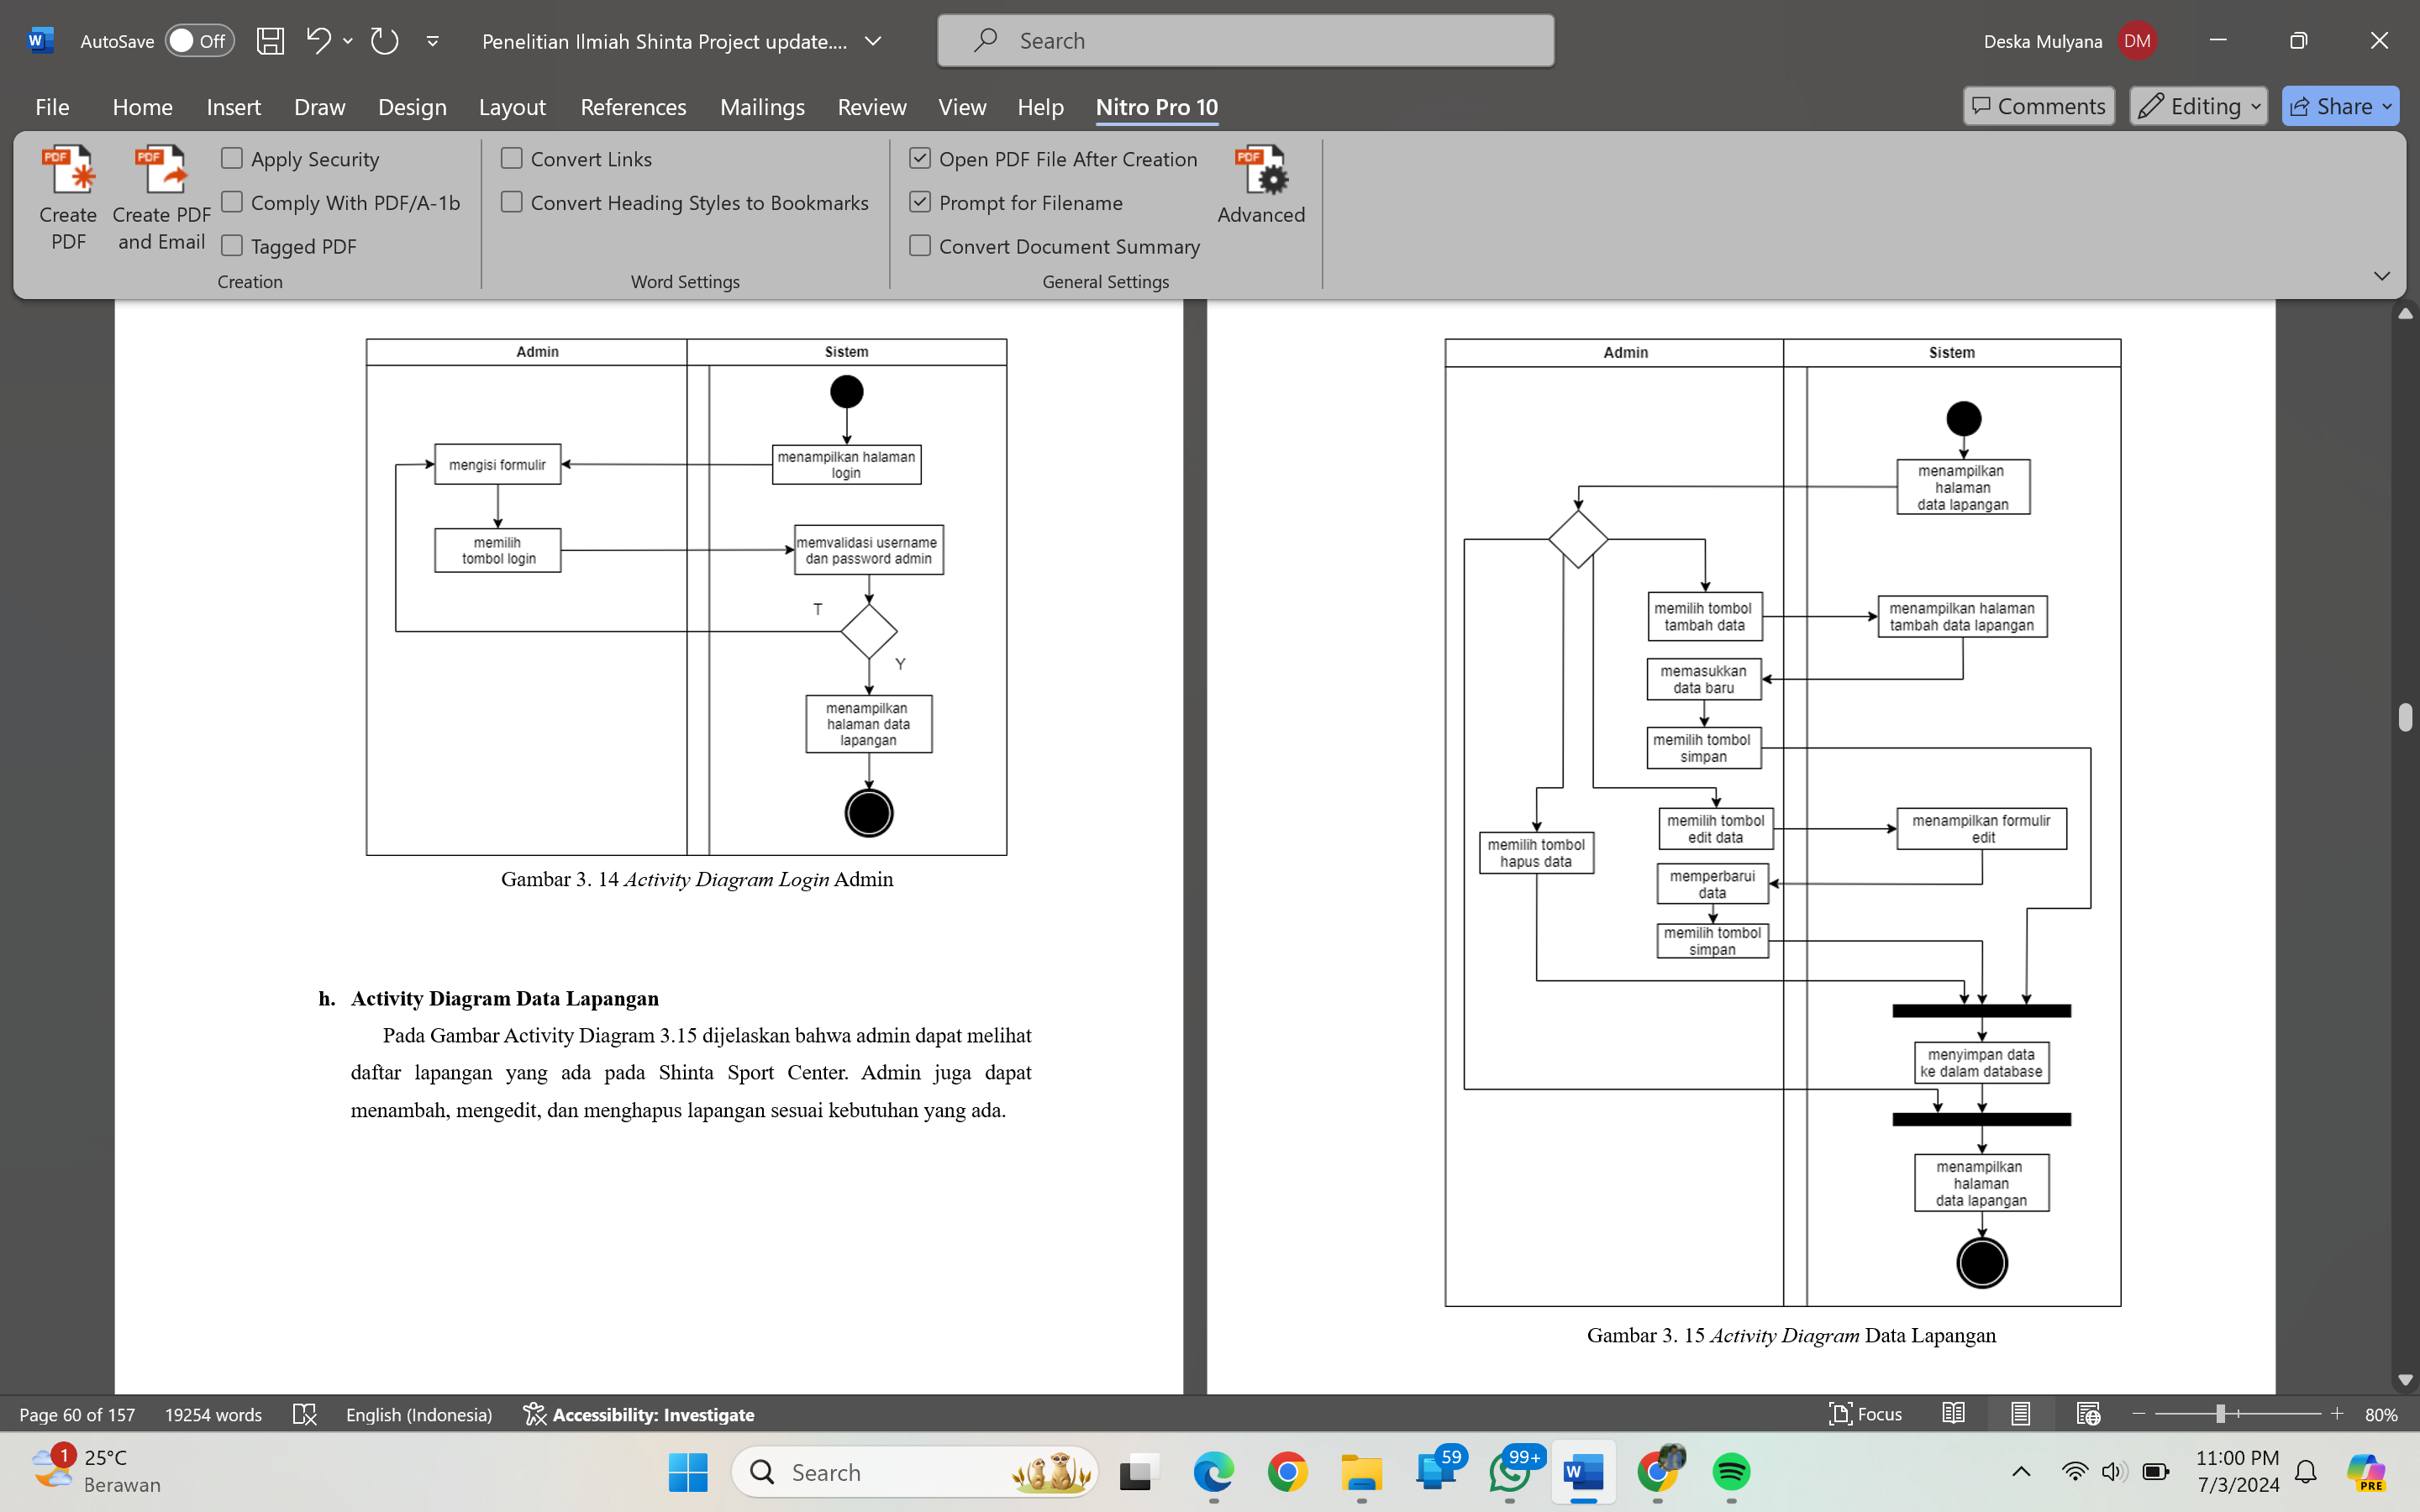 AutoSave
Off
Penelitian Ilmiah Shinta Project update....
Search
Deska Mulyana
DM
File Home Insert Draw Design Layout References Mailings Review View Help Nitro Pro 10
Comments
Editing
Share
Create
PDF
Create PDF
and Email
Apply Security
Comply With PDF/A-1b
Tagged PDF
Creation
Convert Links
Convert Heading Styles to Bookmarks
Word Settings
Open PDF File After Creation
Prompt for Filename
Convert Document Summary
Advanced
General Settings
Admin
Sistem
mengisi formulir
menampilkan halaman
login
memilih
tombol login
memvalidasi username
dan password admin
T
Y
menampilkan
halaman data
lapangan
Gambar 3. 14 Activity Diagram Login Admin
h. Activity Diagram Data Lapangan
Pada Gambar Activity Diagram 3.15 dijelaskan bahwa admin dapat melihat
daftar lapangan yang ada pada Shinta Sport Center. Admin juga dapat
menambah, mengedit, dan menghapus lapangan sesuai kebutuhan yang ada.
Admin
Sistem
menampilkan
halaman
data lapangan
memilih tombol
tambah data
menampilkan halaman
tambah data lapangan
memasukkan
data baru
memilih tombol
simpan
memilih tombol
edit data
menampilkan formulir
edit
memilih tombol
hapus data
memperbarui
data
memilih tombol
simpan
menyimpan data
ke dalam database
menampilkan
halaman
data lapangan
Gambar 3. 15 Activity Diagram Data Lapangan
Page 60 of 157
19254 words
English (Indonesia)
Accessibility: Investigate
Focus
80%
1
25°C
Berawan
Search
59
99+
11:00 PM
7/3/2024
PRE